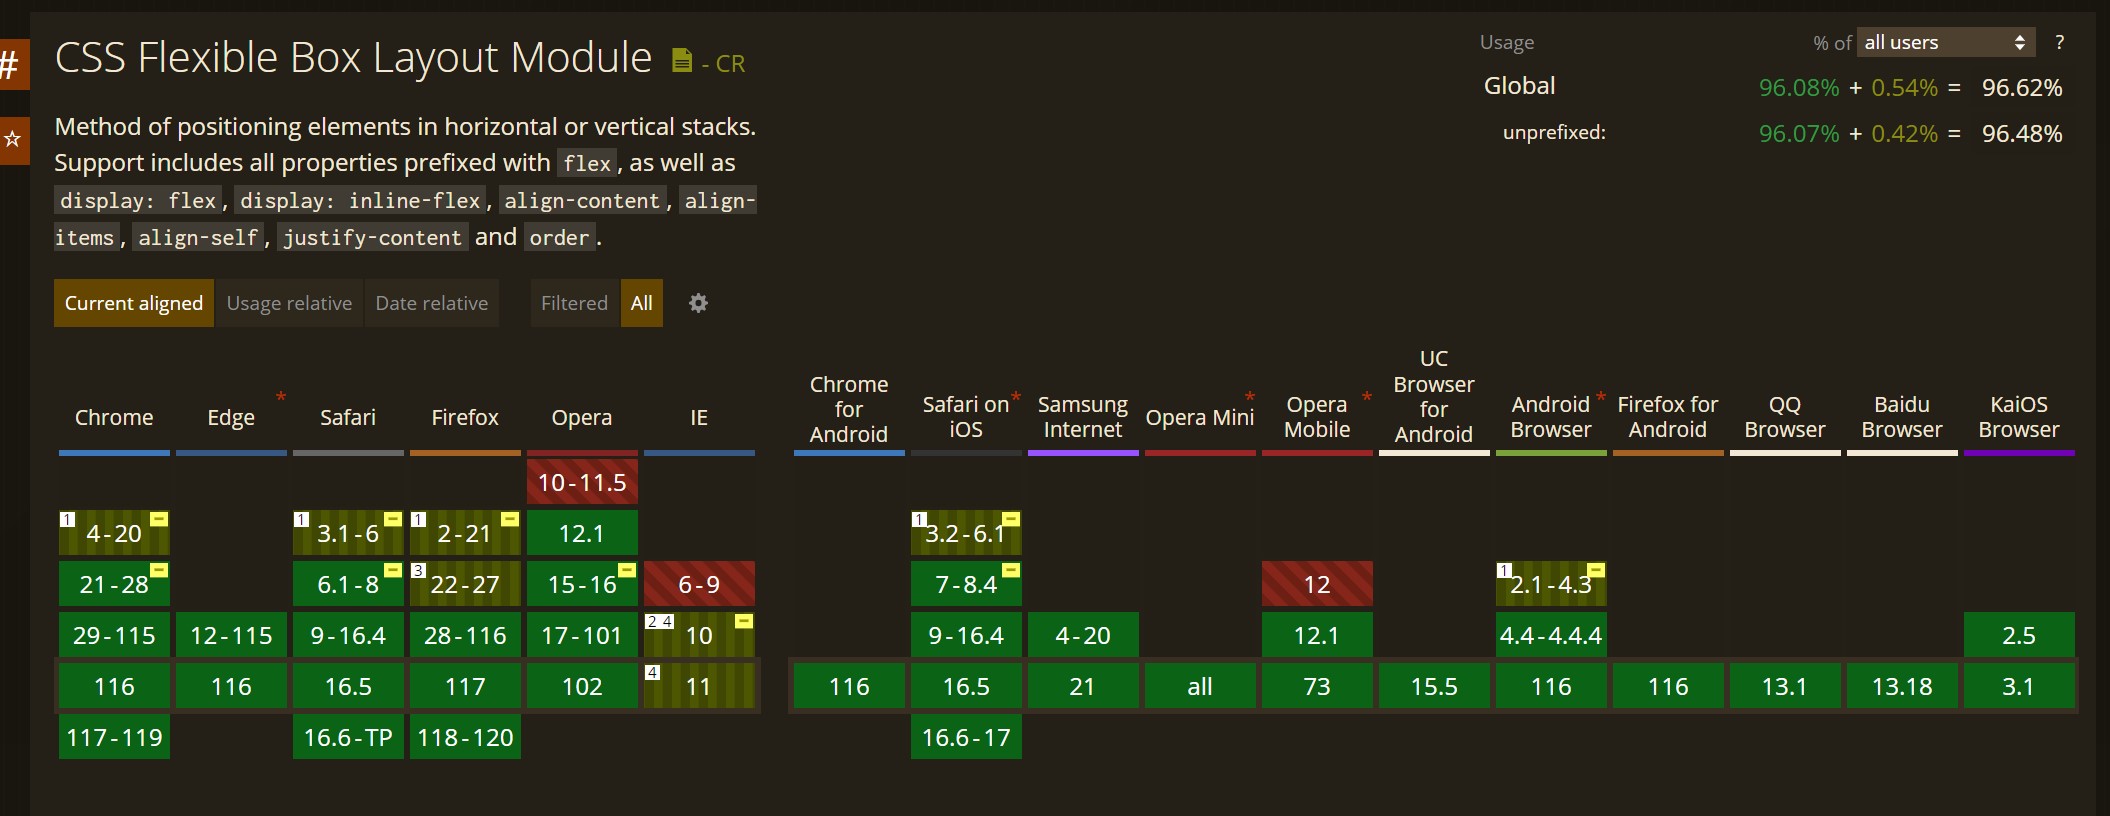 #
CSS Flexible Box Layout Module - CR
Usage % of all users ?
Global 96.08% + 0.54% = 96.62%
unprefixed: 96.07% + 0.42% = 96.48%
Method of positioning elements in horizontal or vertical stacks.
Support includes all properties prefixed with flex, as well as
display: flex, display: inline-flex, align-content, align-
items, align-self, justify-content and order.
Current aligned Usage relative Date relative Filtered All
Chrome
Edge *
Safari
Firefox
Opera
IE
Chrome
for
Android
Safari on *
iOS
Samsung
Internet
Opera Mini *
Opera *
Mobile
UC
Browser
for
Android
Android *
Browser
Firefox for
Android
QQ
Browser
Baidu
Browser
KaiOS
Browser
10-11.5
1 4-20 1 3.1-6 1 2-21 12.1 1 3.2-6.1
21-28 6.1-8 3 22-27 15-16 6-9 7-8.4 12 1 2.1-4.3
29-115 12-115 9-16.4 28-116 17-101 2 4 10 9-16.4 4-20 12.1 4.4-4.4.4 2.5
116 116 16.5 117 102 4 11 116 16.5 21 all 73 15.5 116 116 13.1 13.18 3.1
117-119 16.6-TP 118-120 16.6-17